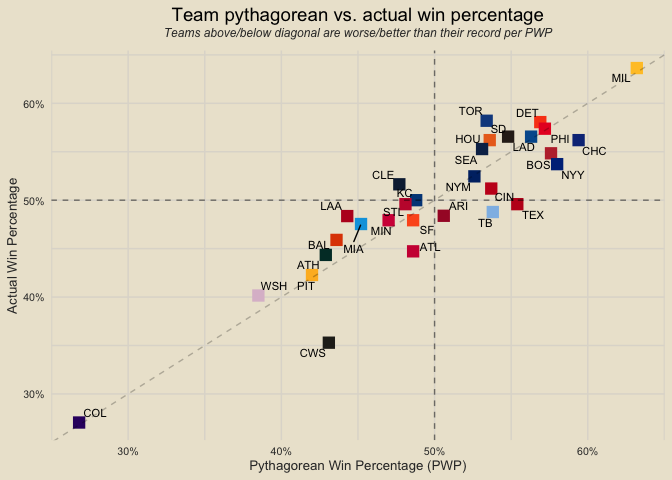 Team pythagorean vs. actual win percentage
Teams above/below diagonal are worse/better than their record per PWP
MIL
TOR
DET
SD
HOU
PHI
LAD
CHC
SEA
BOS
NYY
CLE
NYM
KC
CIN
LAA
STL
ARI
TEX
TB
MIN
SF
BAL
MIA
ATL
ATH
WSH
PIT
CWS
COL
60%
50%
40%
30%
30%
40%
50%
60%
Actual Win Percentage
Pythagorean Win Percentage (PWP)